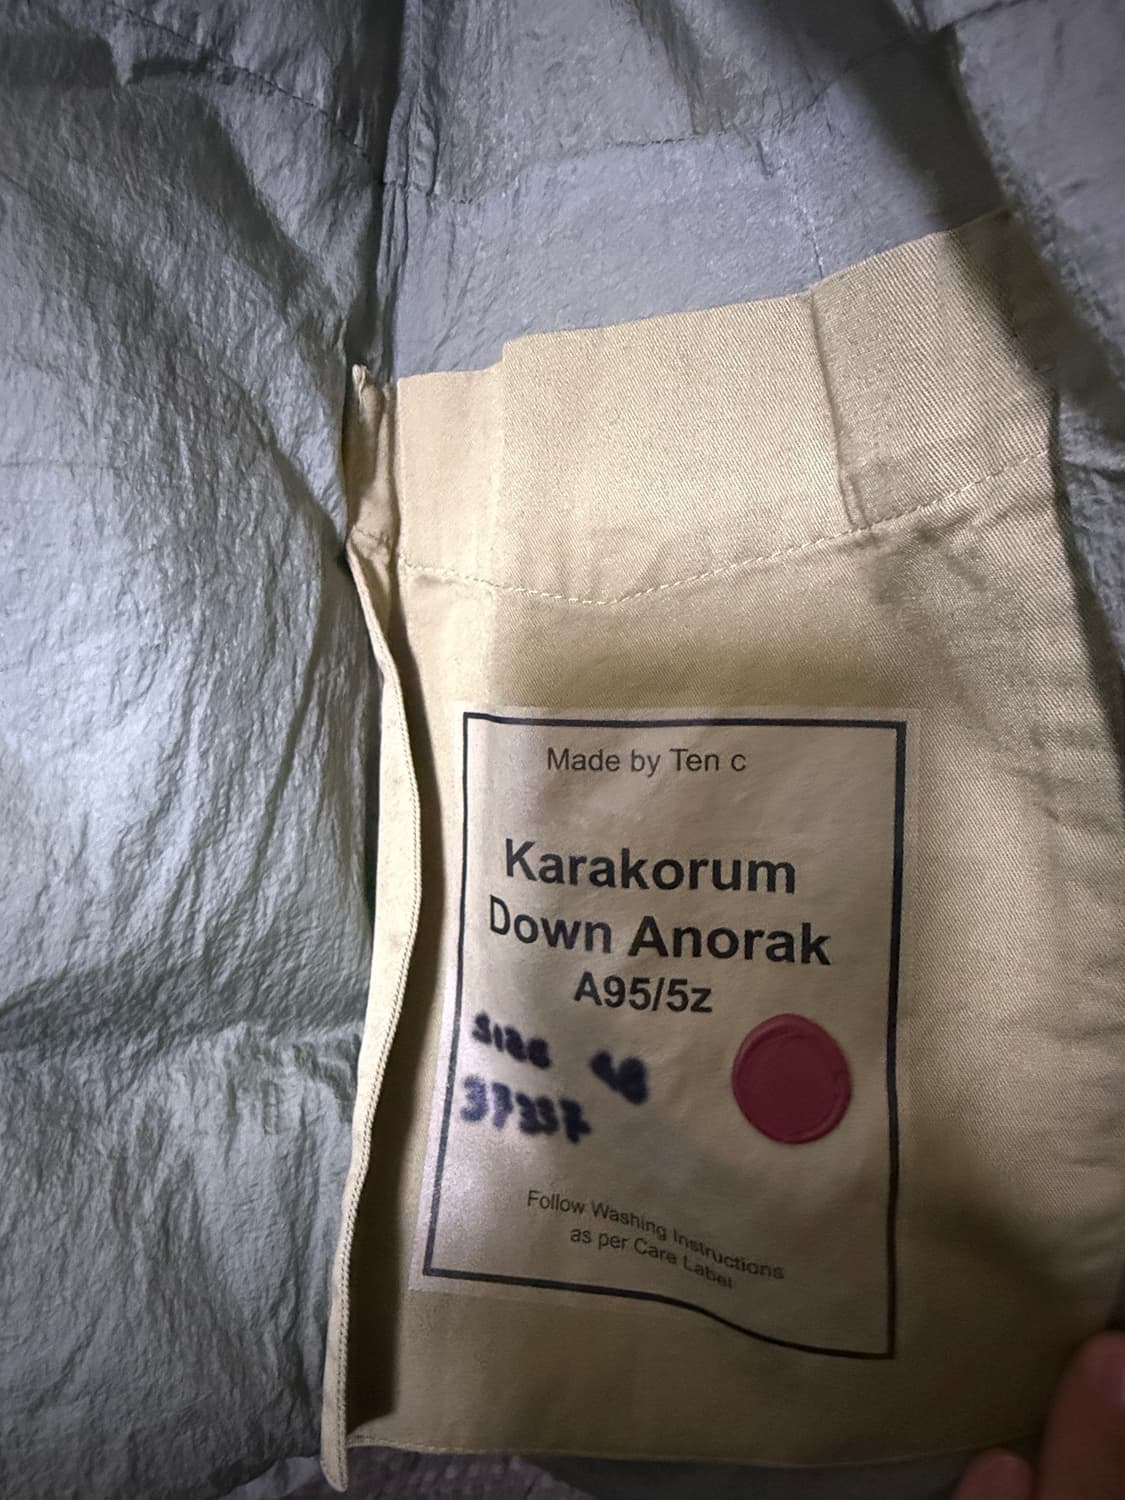 Made by Ten c
Karakorum
Down Anorak
A95/5z
Size 48
37337
Follow Washing Instructions
as per Care Label